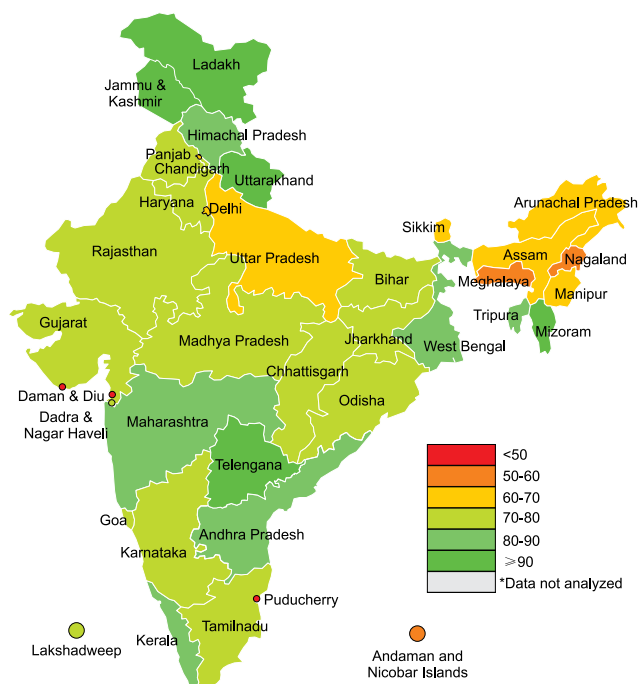 Ladakh
Jammu &
Kashmir
Himachal Pradesh
Panjab
Chandigarh
Uttarakhand
Haryana
Delhi
Arunachal Pradesh
Sikkim
Rajasthan
Uttar Pradesh
Assam
Nagaland
Bihar
Meghalaya
Manipur
Gujarat
Tripura
Madhya Pradesh
Jharkhand
West Bengal
Mizoram
Chhattisgarh
Daman & Diu
Odisha
Dadra &
Nagar Haveli
Maharashtra
Telengana
<50
50-60
60-70
70-80
80-90
⩾90
*Data not analyzed
Goa
Andhra Pradesh
Karnataka
Puducherry
Tamilnadu
Kerala
Lakshadweep
Andaman and
Nicobar Islands